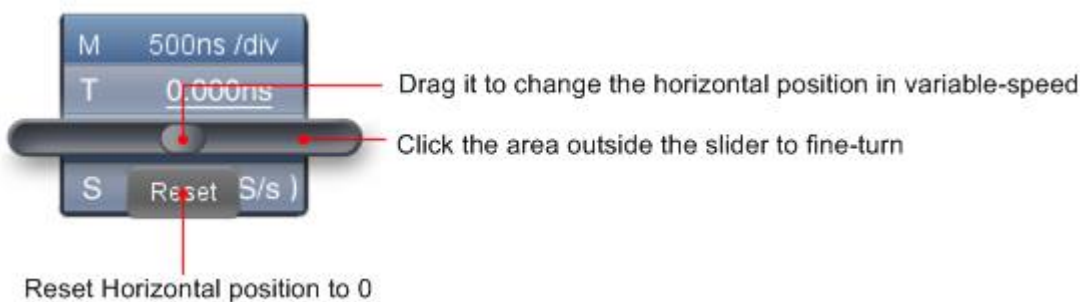 M 500ns /div
T 0.000ns
Drag it to change the horizontal position in variable-speed
Click the area outside the slider to fine-turn
S Reset S/s )
Reset Horizontal position to 0